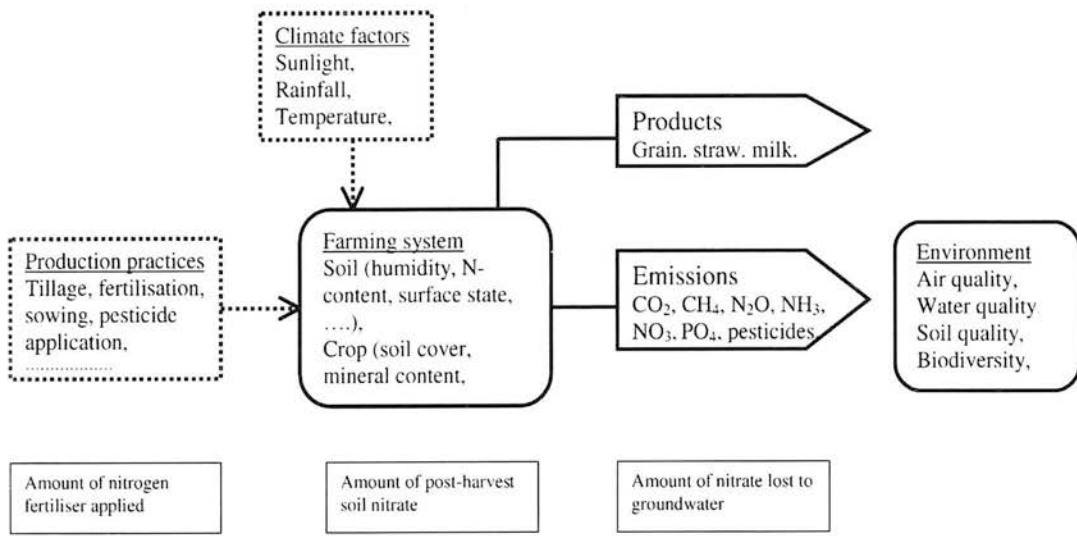 Climate factors
Sunlight,
Rainfall,
Temperature,
Products
Grain. straw. milk.
Production practices
Tillage, fertilisation,
sowing, pesticide
application,
..................
Farming system
Soil (humidity, N-
content, surface state,
....),
Crop (soil cover,
mineral content,
Emissions
CO₂, CH₄, N₂O, NH₃,
NO₃, PO₄, pesticides
Environment
Air quality,
Water quality
Soil quality,
Biodiversity,
Amount of nitrogen
fertiliser applied
Amount of post-harvest
soil nitrate
Amount of nitrate lost to
groundwater